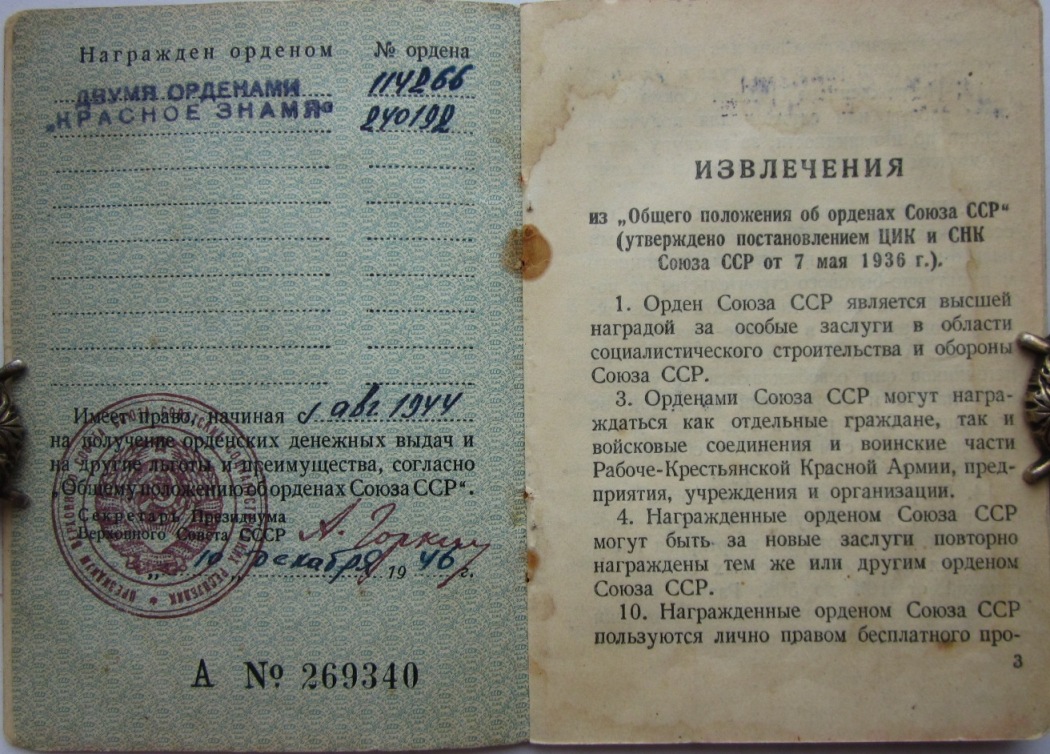 Награжден орденом № ордена
ДВУМЯ ОРДЕНАМИ 114266
„КРАСНОЕ ЗНАМЯ“ 240192
Имеет право, начиная с 1 авг 1944
на получение орденских денежных выдач и
на другие льготы и преимущества, согласно
„Общему положению об орденах Союза ССР“.
Секретарь Президиума
Верховного Совета СССР А. Горкин
„19„ декабря 1946 г.
А № 269340
ИЗВЛЕЧЕНИЯ
из „Общего положения об орденах Союза ССР“
(утверждено постановлением ЦИК и СНК
Союза ССР от 7 мая 1936 г.).
1. Орден Союза ССР является высшей
наградой за особые заслуги в области
социалистического строительства и обороны
Союза ССР.
3. Орденами Союза ССР могут награ-
ждаться как отдельные граждане, так и
войсковые соединения и воинские части
Рабоче-Крестьянской Красной Армии, пред-
приятия, учреждения и организации.
4. Награжденные орденом Союза ССР
могут быть за новые заслуги повторно
награждены тем же или другим орденом
Союза ССР.
10. Награжденные орденом Союза ССР
пользуются лично правом бесплатного про-
3